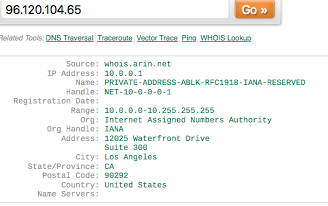 96.120.104.65 Go »
Related Tools: DNS Traversal Traceroute Vector Trace Ping WHOIS Lookup
Source: whois.arin.net
IP Address: 10.0.0.1
Name: PRIVATE-ADDRESS-ABLK-RFC1918-IANA-RESERVED
Handle: NET-10-0-0-0-1
Registration Date:
Range: 10.0.0.0-10.255.255.255
Org: Internet Assigned Numbers Authority
Org Handle: IANA
Address: 12025 Waterfront Drive
Suite 300
City: Los Angeles
State/Province: CA
Postal Code: 90292
Country: United States
Name Servers: